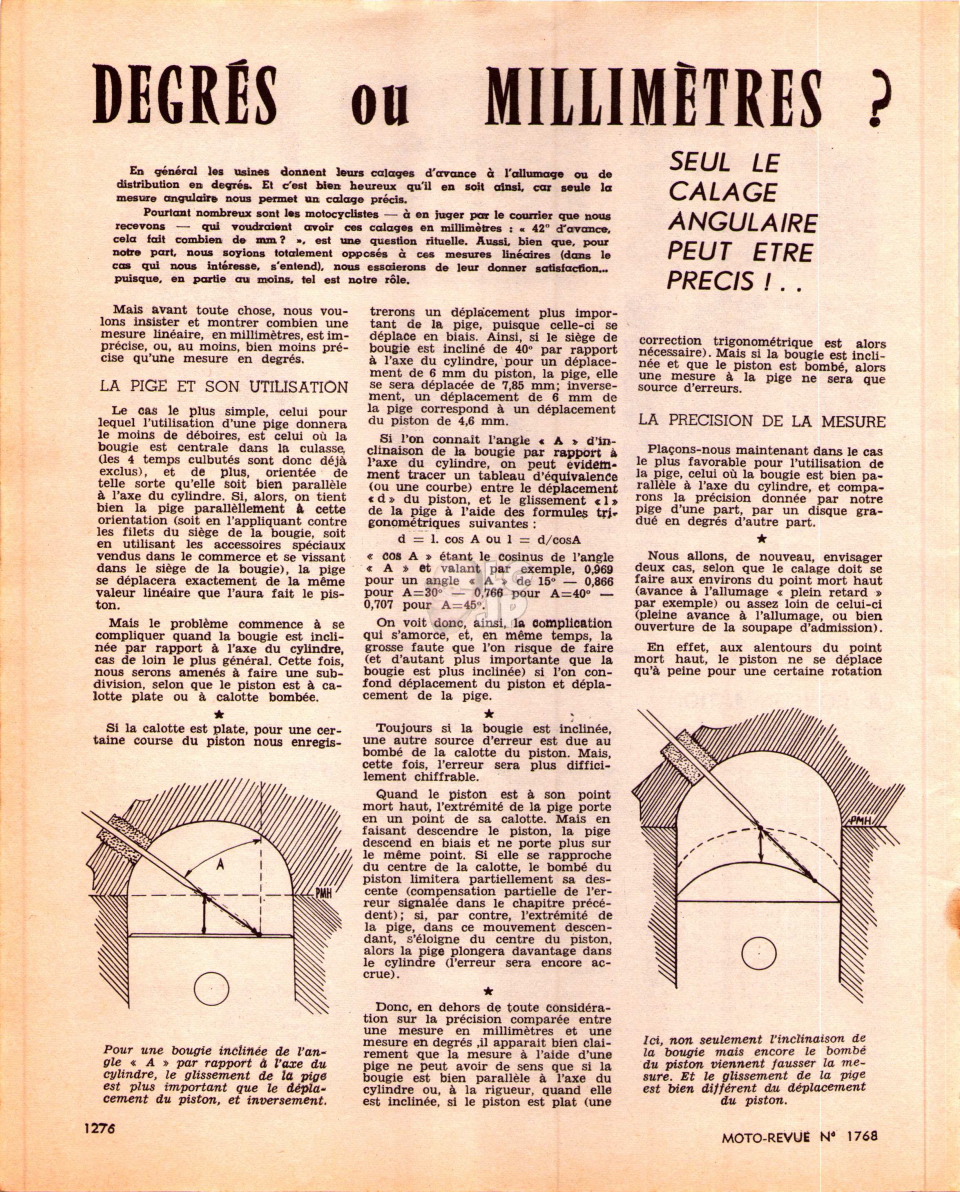 DEGRÉS ou MILLIMÈTRES ?
En général les usines donnent leurs calages d'avance à l'allumage ou de
distribution en degrés. Et c'est bien heureux qu'il en soit ainsi, car seule la
mesure angulaire nous permet un calage précis.
Pourtant nombreux sont les motocyclistes — à en juger par le courrier que nous
recevons — qui voudraient avoir ces calages en millimètres : « 42° d'avance,
cela fait combien de mm ? », est une question rituelle. Aussi, bien que, pour
notre part, nous soyions totalement opposés à ces mesures linéaires (dans le
cas qui nous intéresse, s'entend), nous essaierons de leur donner satisfaction...
puisque, en partie au moins, tel est notre rôle.
SEUL LE
CALAGE
ANGULAIRE
PEUT ETRE
PRECIS ! . .
Mais avant toute chose, nous vou-
lons insister et montrer combien une
mesure linéaire, en millimètres, est im-
précise, ou, au moins, bien moins pré-
cise qu'une mesure en degrés.
LA PIGE ET SON UTILISATION
Le cas le plus simple, celui pour
lequel l'utilisation d'une pige donnera
le moins de déboires, est celui où la
bougie est centrale dans la culasse,
(les 4 temps culbutés sont donc déjà
exclus), et de plus, orientée de
telle sorte qu'elle soit bien parallèle
à l'axe du cylindre. Si, alors, on tient
bien la pige parallèllement à cette
orientation (soit en l'appliquant contre
les filets du siège de la bougie, soit
en utilisant les accessoires spéciaux
vendus dans le commerce et se vissant
dans le siège de la bougie), la pige
se déplacera exactement de la même
valeur linéaire que l'aura fait le pis-
ton.
Mais le problème commence à se
compliquer quand la bougie est incli-
née par rapport à l'axe du cylindre,
cas de loin le plus général. Cette fois,
nous serons amenés à faire une sub-
division, selon que le piston est à ca-
lotte plate ou à calotte bombée.
★
Si la calotte est plate, pour une cer-
taine course du piston nous enregis-
A
PMH
Pour une bougie inclinée de l'an-
gle « A » par rapport à l'axe du
cylindre, le glissement de la pige
est plus important que le dépla-
cement du piston, et inversement.
trerons un déplacement plus impor-
tant de la pige, puisque celle-ci se
déplace en biais. Ainsi, si le siège de
bougie est incliné de 40° par rapport
à l'axe du cylindre, pour un déplace-
ment de 6 mm du piston, la pige, elle
se sera déplacée de 7,85 mm; inverse-
ment, un déplacement de 6 mm de
la pige correspond à un déplacement
du piston de 4,6 mm.
Si l'on connaît l'angle « A » d'in-
clinaison de la bougie par rapport à
l'axe du cylindre, on peut évidem-
ment tracer un tableau d'équivalence
(ou une courbe) entre le déplacement
«d» du piston, et le glissement «l»
de la pige à l'aide des formules tri-
gonométriques suivantes :
d = l. cos A ou l = d/cosA
« cos A » étant le cosinus de l'angle
« A » et valant par exemple, 0,969
pour un angle « A » de 15° — 0,866
pour A=30° — 0,766 pour A=40° —
0,707 pour A=45°.
On voit donc, ainsi, la complication
qui s'amorce, et, en même temps, la
grosse faute que l'on risque de faire
(et d'autant plus importante que la
bougie est plus inclinée) si l'on con-
fond déplacement du piston et dépla-
cement de la pige.
★
Toujours si la bougie est inclinée,
une autre source d'erreur est due au
bombé de la calotte du piston. Mais,
cette fois, l'erreur sera plus diffici-
lement chiffrable.
Quand le piston est à son point
mort haut, l'extrémité de la pige porte
en un point de sa calotte. Mais en
faisant descendre le piston, la pige
descend en biais et ne porte plus sur
le même point. Si elle se rapproche
du centre de la calotte, le bombé du
piston limitera partiellement sa des-
cente (compensation partielle de l'er-
reur signalée dans le chapitre précé-
dent); si, par contre, l'extrémité de
la pige, dans ce mouvement descen-
dant, s'éloigne du centre du piston,
alors la pige plongera davantage dans
le cylindre (l'erreur sera encore ac-
crue).
★
Donc, en dehors de toute considéra-
tion sur la précision comparée entre
une mesure en millimètres et une
mesure en degrés ,il apparait bien clai-
rement que la mesure à l'aide d'une
pige ne peut avoir de sens que si la
bougie est bien parallèle à l'axe du
cylindre ou, à la rigueur, quand elle
est inclinée, si le piston est plat (une
correction trigonométrique est alors
nécessaire). Mais si la bougie est incli-
née et que le piston est bombé, alors
une mesure à la pige ne sera que
source d'erreurs.
LA PRECISION DE LA MESURE
Plaçons-nous maintenant dans le cas
le plus favorable pour l'utilisation de
la pige, celui où la bougie est bien pa-
rallèle à l'axe du cylindre, et compa-
rons la précision donnée par notre
pige d'une part, par un disque gra-
dué en degrés d'autre part.
★
Nous allons, de nouveau, envisager
deux cas, selon que le calage doit se
faire aux environs du point mort haut
(avance à l'allumage « plein retard »
par exemple) ou assez loin de celui-ci
(pleine avance à l'allumage, ou bien
ouverture de la soupape d'admission).
En effet, aux alentours du point
mort haut, le piston ne se déplace
qu'à peine pour une certaine rotation
PMH
Ici, non seulement l'inclinaison de
la bougie mais encore le bombé
du piston viennent fausser la me-
sure. Et le glissement de la pige
est bien différent du déplacement
du piston.
1276
MOTO-REVUE N° 1768